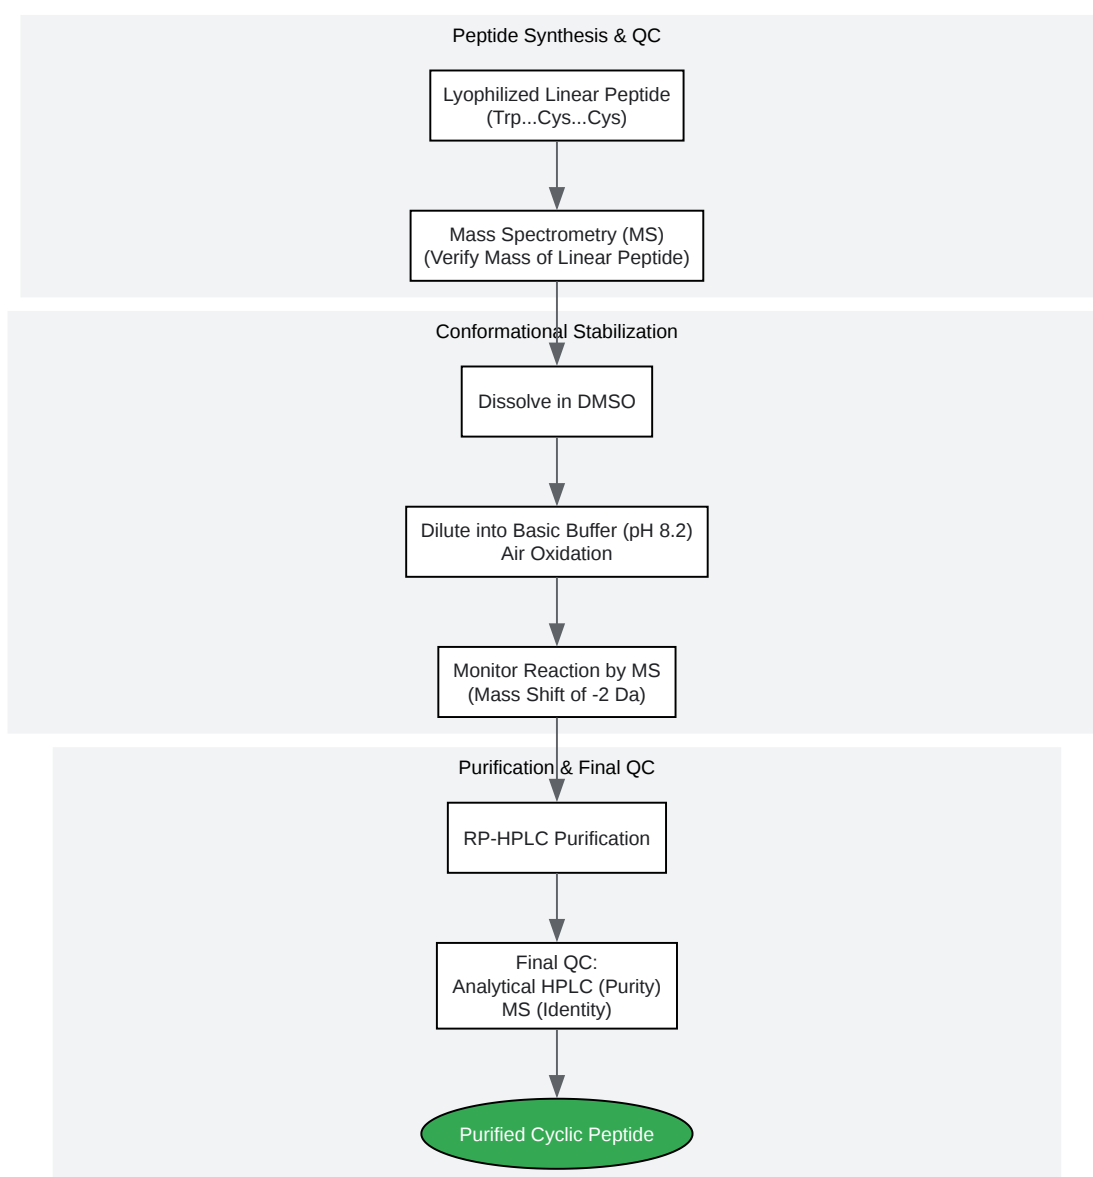 Peptide Synthesis & QC
Lyophilized Linear Peptide
(Trp...Cys...Cys)
Mass Spectrometry (MS)
(Verify Mass of Linear Peptide)
Conformational Stabilization
Dissolve in DMSO
Dilute into Basic Buffer (pH 8.2)
Air Oxidation
Monitor Reaction by MS
(Mass Shift of -2 Da)
Purification & Final QC
RP-HPLC Purification
Final QC:
Analytical HPLC (Purity)
MS (Identity)
Purified Cyclic Peptide